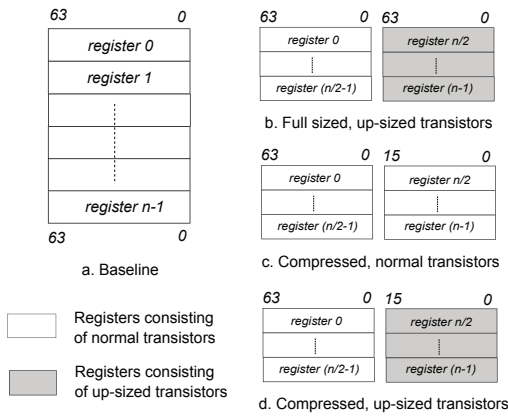 63 0
register 0
register 1
register n-1
63 0
a. Baseline
Registers consisting
of normal transistors
Registers consisting
of up-sized transistors
63 0 63 0
register 0 register n/2
register (n/2-1) register (n-1)
b. Full sized, up-sized transistors
63 0 15 0
register 0 register n/2
register (n/2-1) register (n-1)
c. Compressed, normal transistors
63 0 15 0
register 0 register n/2
register (n/2-1) register (n-1)
d. Compressed, up-sized transistors